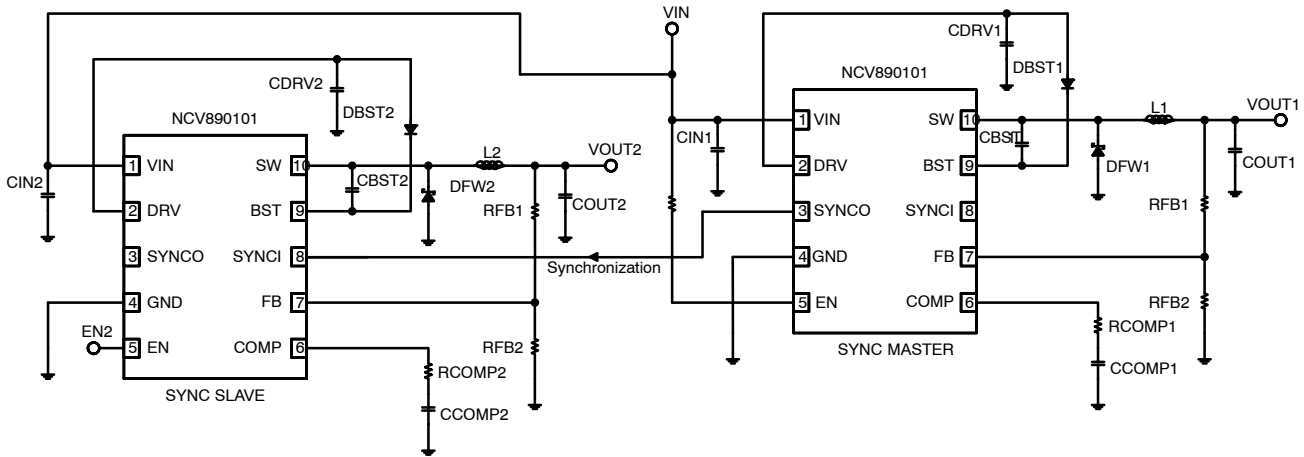 VIN
CDRV1
DBST1
NCV890101
CDRV2
DBST2
NCV890101
L1
VOUT1
1 VIN
SW 10
CIN1
CBST1
COUT1
DFW1
2 DRV
BST 9
3 SYNCO
SYNCI 8
RFB1
4 GND
FB 7
5 EN
COMP 6
RFB2
RCOMP1
CCOMP1
SYNC MASTER
L2
VOUT2
1 VIN
SW 10
CIN2
CBST2
DFW2
COUT2
2 DRV
BST 9
RFB1
3 SYNCO
SYNCI 8
Synchronization
4 GND
FB 7
EN2
5 EN
COMP 6
RFB2
RCOMP2
CCOMP2
SYNC SLAVE